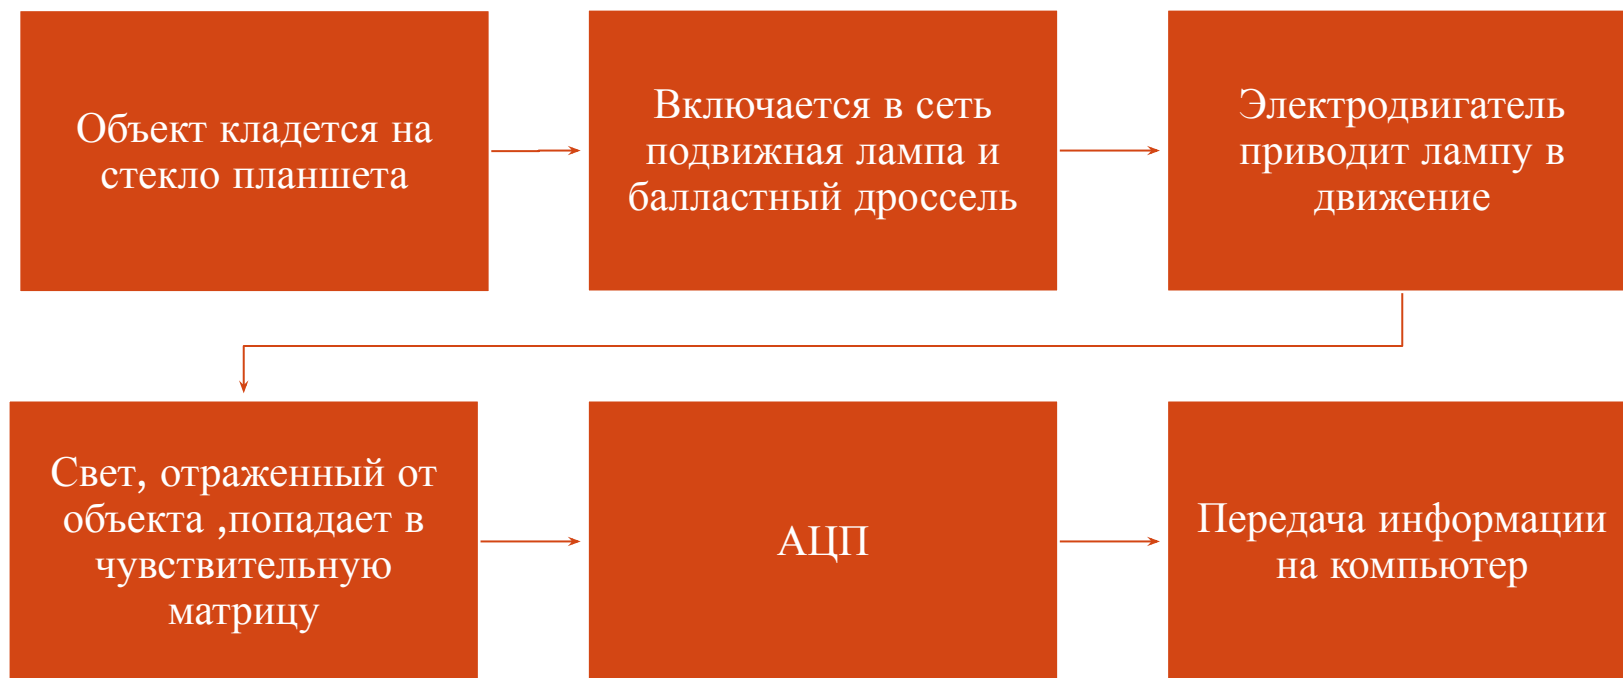 Объект кладется на
стекло планшета
Включается в сеть
подвижная лампа и
балластный дроссель
Электродвигатель
приводит лампу в
движение
Свет, отраженный от
объекта ,попадает в
чувствительную
матрицу
АЦП
Передача информации
на компьютер